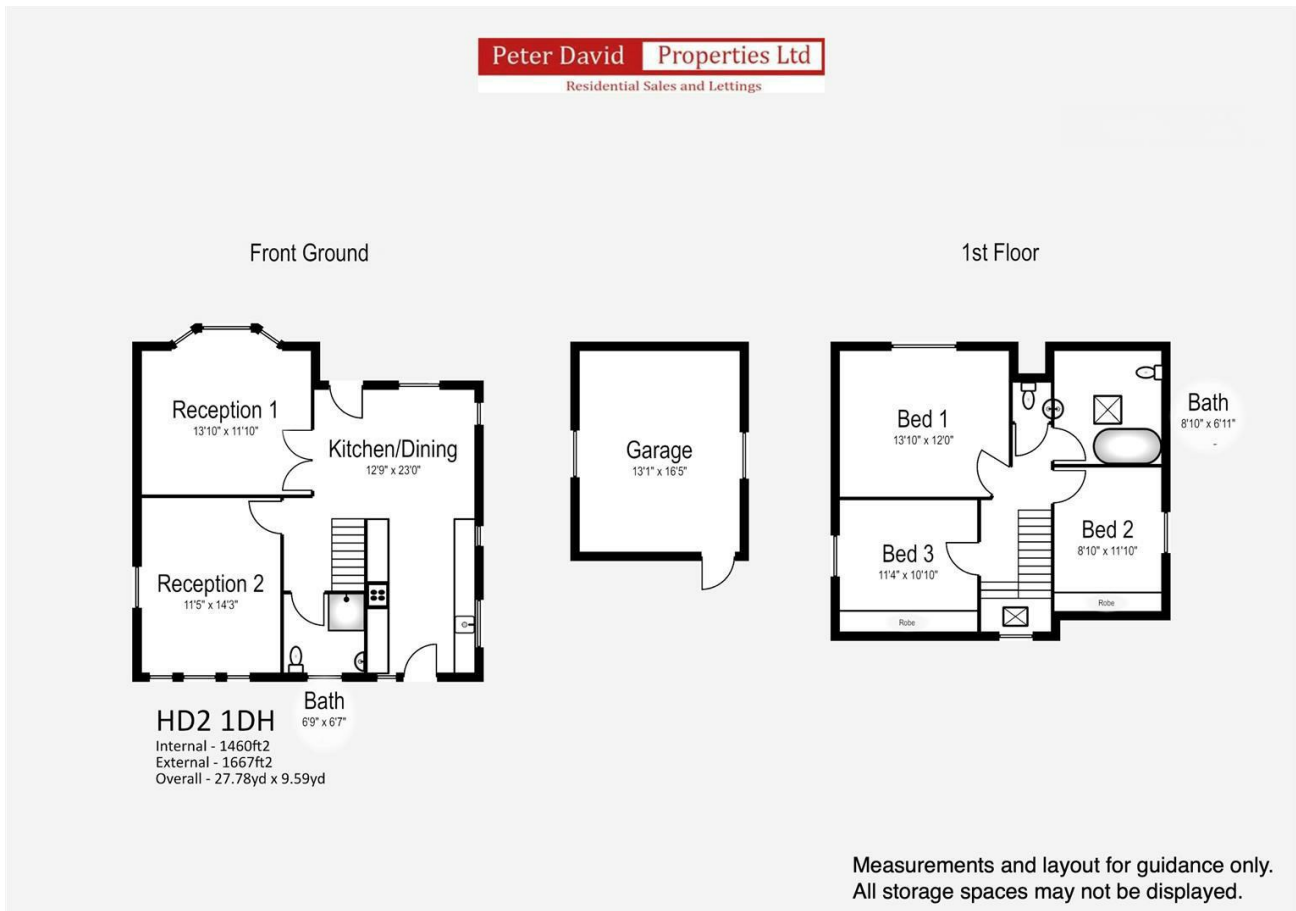 Peter David Properties Ltd
Residential Sales and Lettings
Front Ground
1st Floor
Reception 1
13'10" x 11'10"
Kitchen/Dining
12'9" x 23'0"
Reception 2
11'5" x 14'3"
Bath
6'9" x 6'7"
Garage
13'1" x 16'5"
Bed 1
13'10" x 12'0"
Bath
8'10" x 6'11"
Bed 2
8'10" x 11'10"
Robe
Bed 3
11'4" x 10'10"
Robe
HD2 1DH
Internal - 1460ft2
External - 1667ft2
Overall - 27.78yd x 9.59yd
Measurements and layout for guidance only.
All storage spaces may not be displayed.